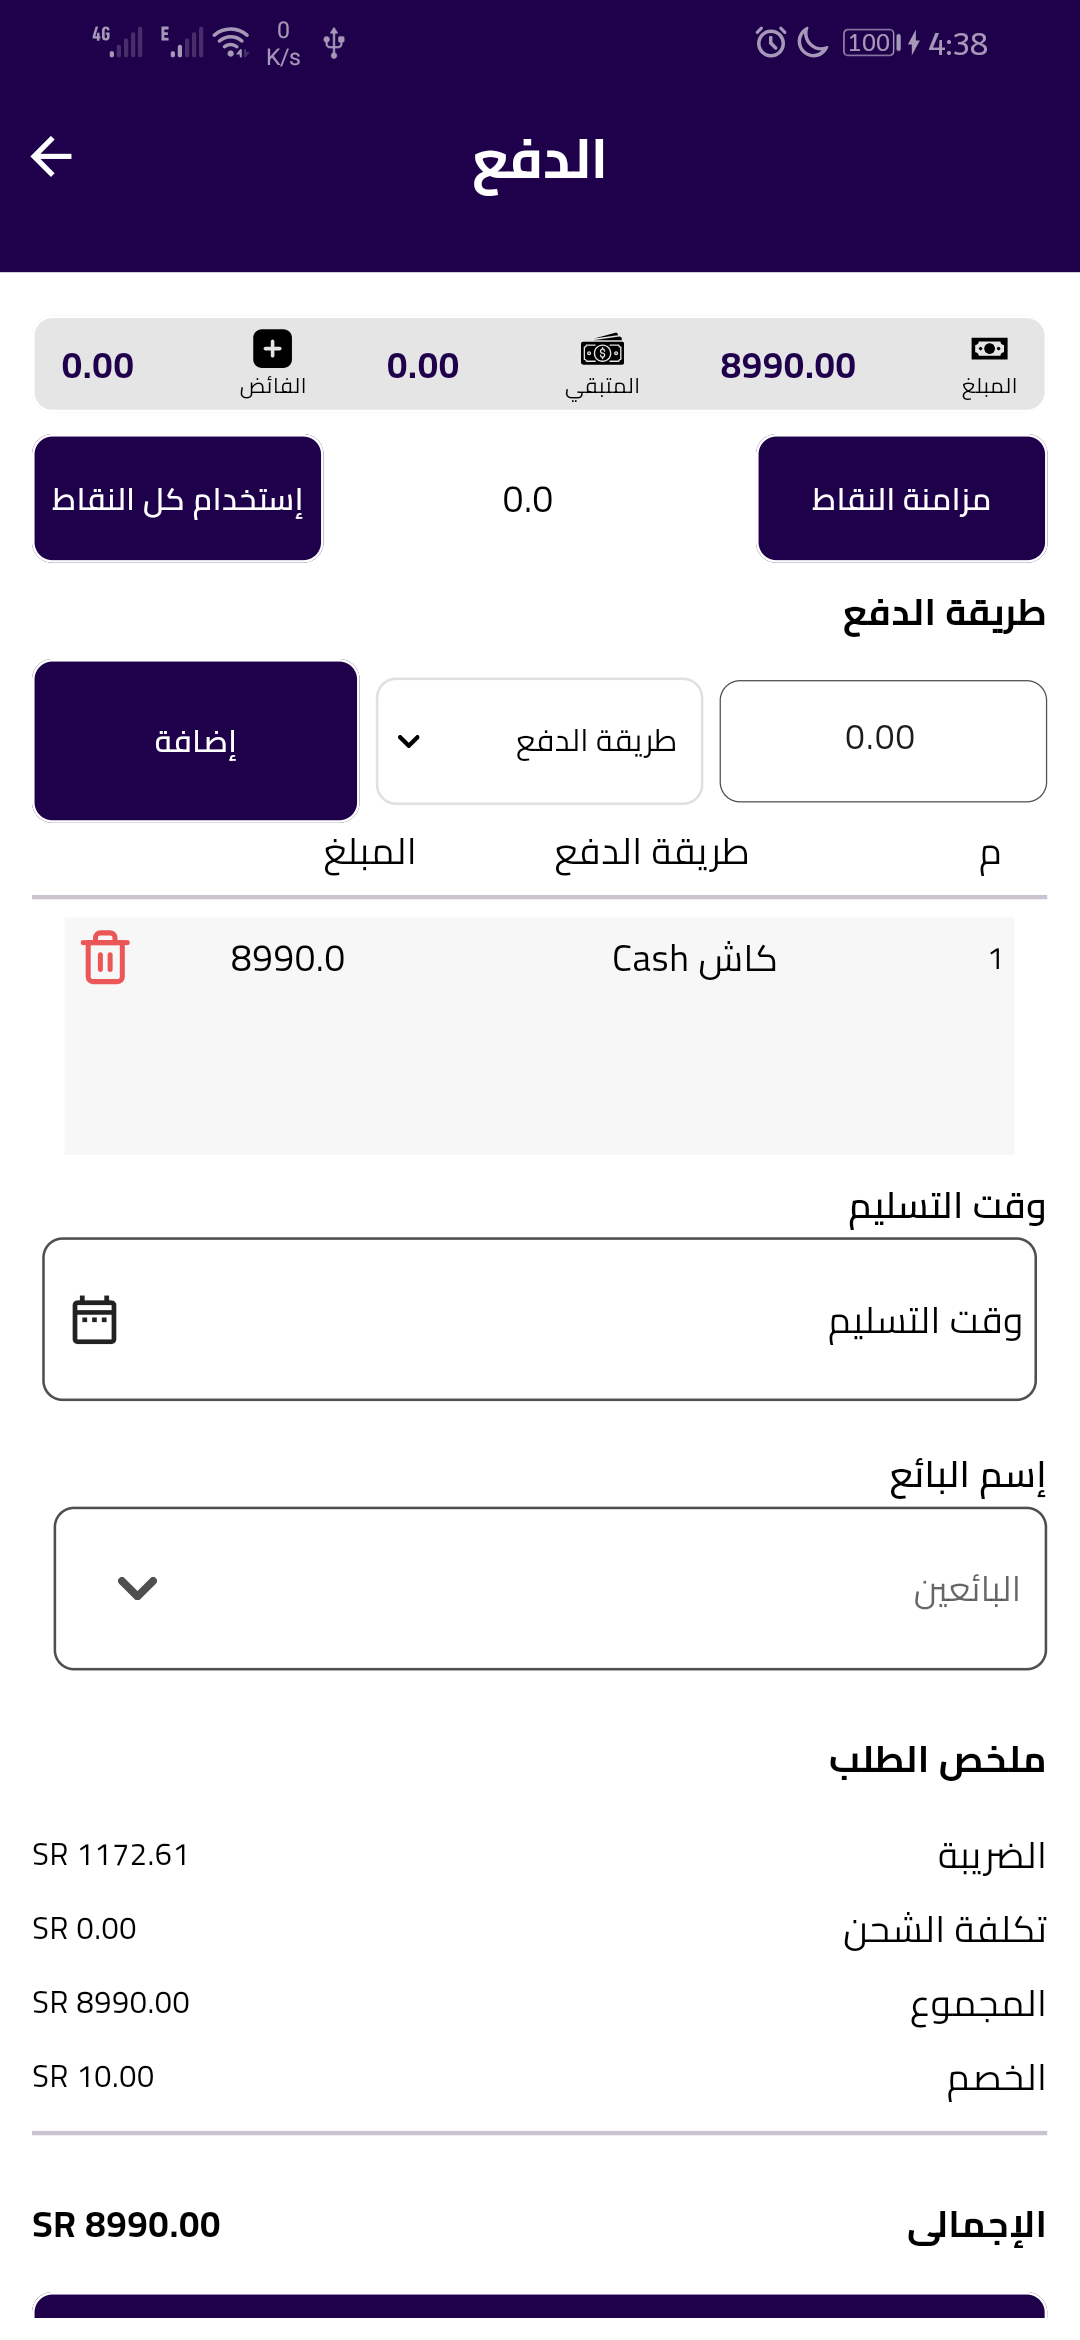 4G E 0 K/s 100 4:38
الدفع
المبلغ 8990.00 المتبقي 0.00 الفائض 0.00
مزامنة النقاط 0.0 إستخدام كل النقاط
طريقة الدفع
0.00 طريقة الدفع إضافة
م طريقة الدفع المبلغ
1 كاش Cash 8990.0
وقت التسليم
وقت التسليم
إسم البائع
البائعين
ملخص الطلب
الضريبة SR 1172.61
تكلفة الشحن SR 0.00
المجموع SR 8990.00
الخصم SR 10.00
الإجمالى SR 8990.00